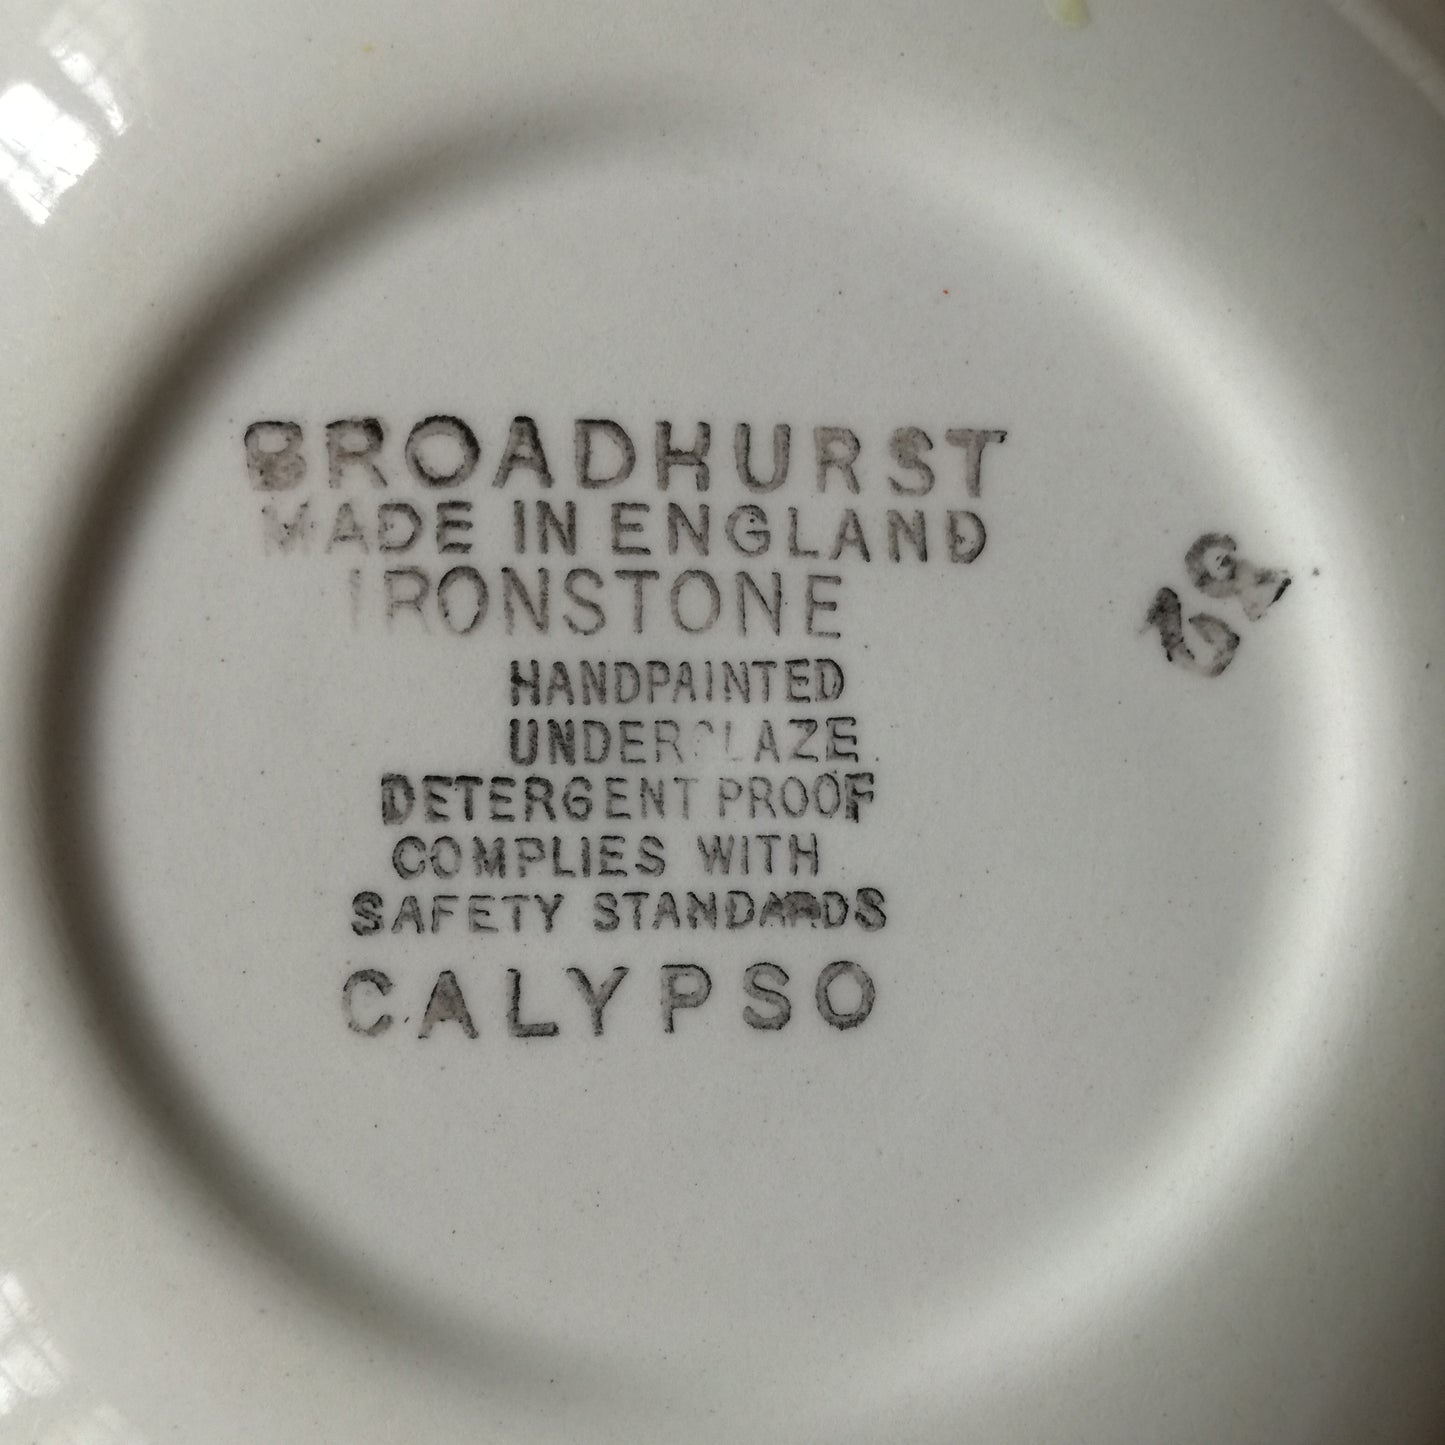 BROADHURST
MADE IN ENGLAND
IRONSTONE
HANDPAINTED
UNDERGLAZE
DETERGENT PROOF
COMPLIES WITH
SAFETY STANDARDS
CALYPSO